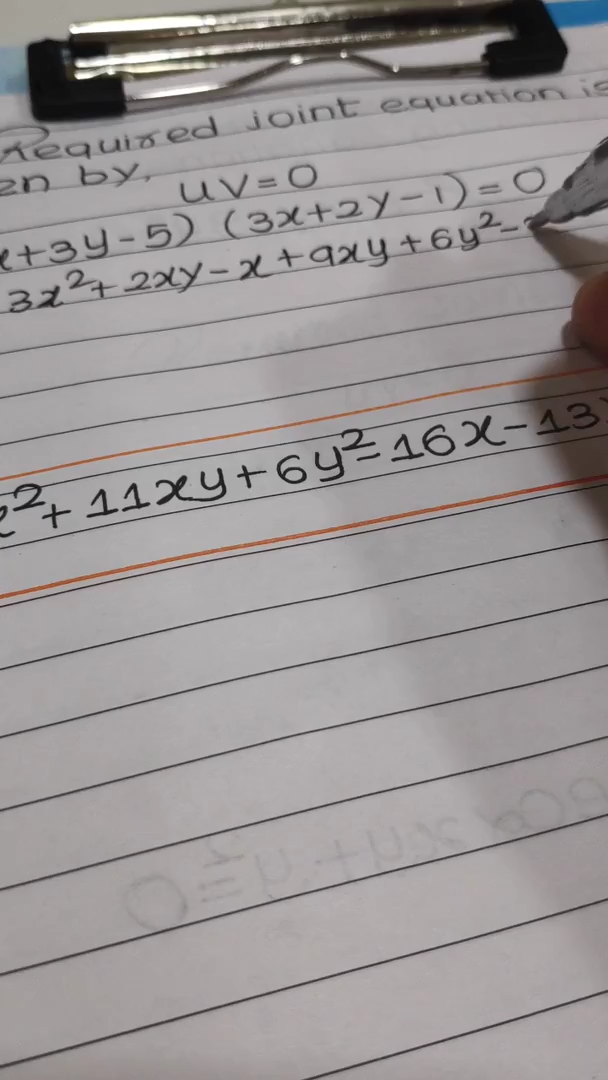 Required joint equation is
en by,
uv=0
x+3y-5) (3x+2y-1)=0
3x²+2xy-x+9xy+6y²-
x²+11xy+6y²-16x-13